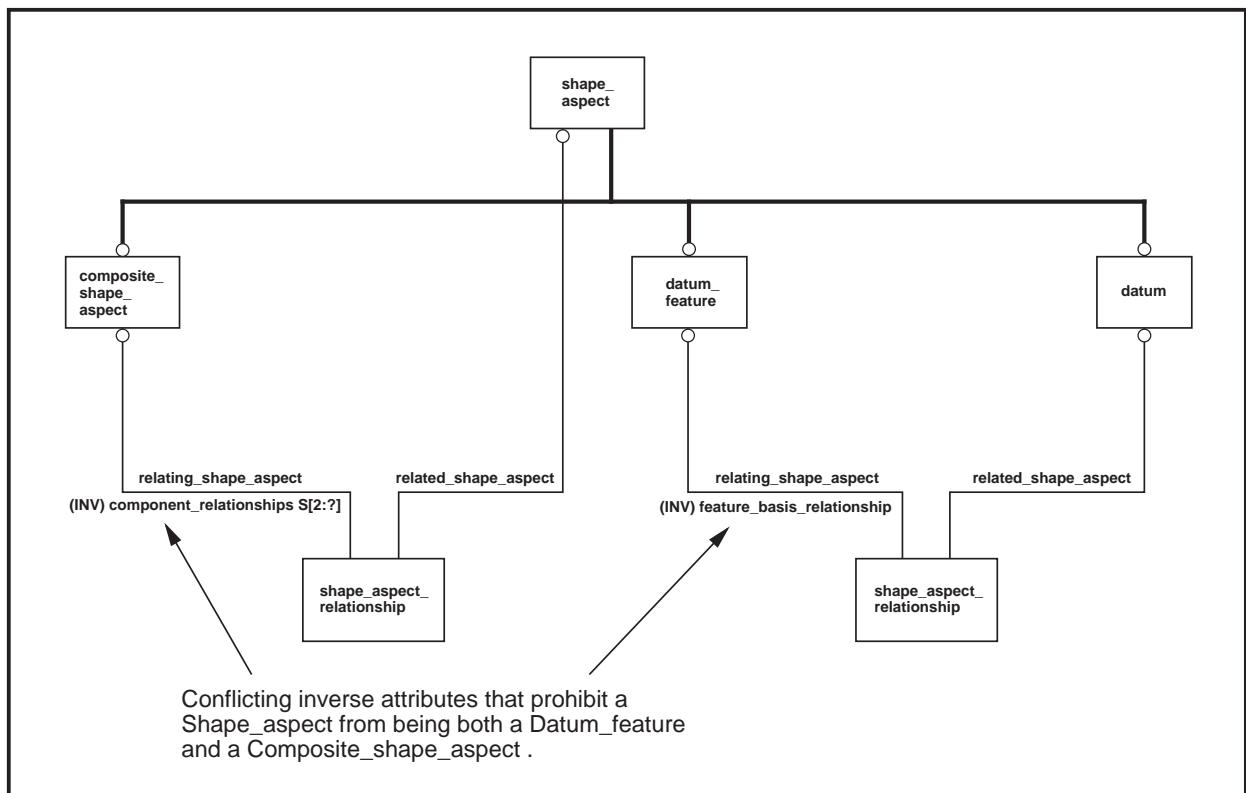 shape_
aspect
composite_
shape_
aspect
datum_
feature
datum
relating_shape_aspect
related_shape_aspect
(INV) component_relationships S[2:?]
relating_shape_aspect
related_shape_aspect
(INV) feature_basis_relationship
shape_aspect_
relationship
shape_aspect_
relationship
Conflicting inverse attributes that prohibit a
Shape_aspect from being both a Datum_feature
and a Composite_shape_aspect .